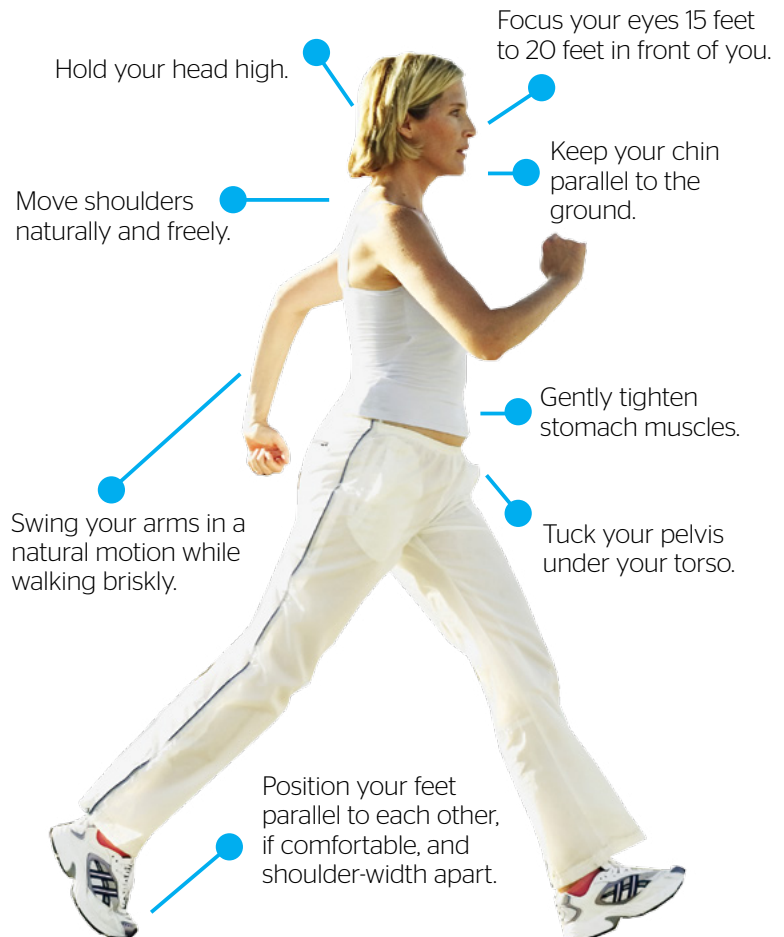 Focus your eyes 15 feet
to 20 feet in front of you.
Hold your head high.
Keep your chin
parallel to the
ground.
Move shoulders
naturally and freely.
Gently tighten
stomach muscles.
Swing your arms in a
natural motion while
walking briskly.
Tuck your pelvis
under your torso.
Position your feet
parallel to each other,
if comfortable, and
shoulder-width apart.